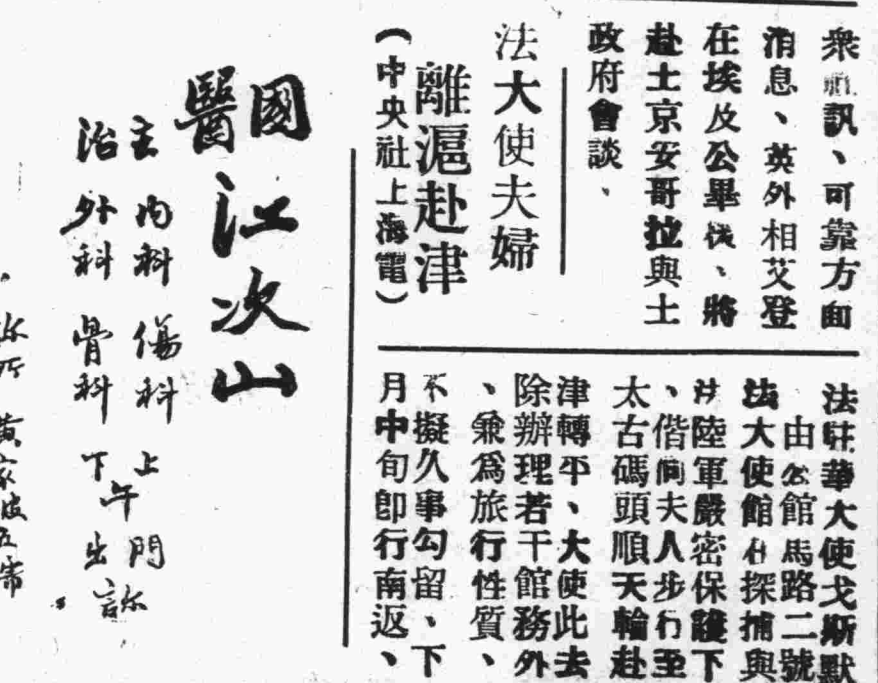 衆社訊、可靠方面
消息、英外相艾登
在埃及公畢後、將
赴土京安哥拉與土
政府會談、
法大使夫婦
離滬赴津
（中央社上海電）
法駐華大使戈斯默
由公館馬路二號
法大使館 探捕與
陸軍嚴密保護下
、偕同夫人步行至
太古碼頭順天輪赴
津轉平、大使此去
除辦理若干館務外
、兼爲旅行性質、
不擬久事勾留、下
月中旬卽行南返、
國醫
江次山
主治
內科 傷科
外科 骨科
上午門診
下午出診